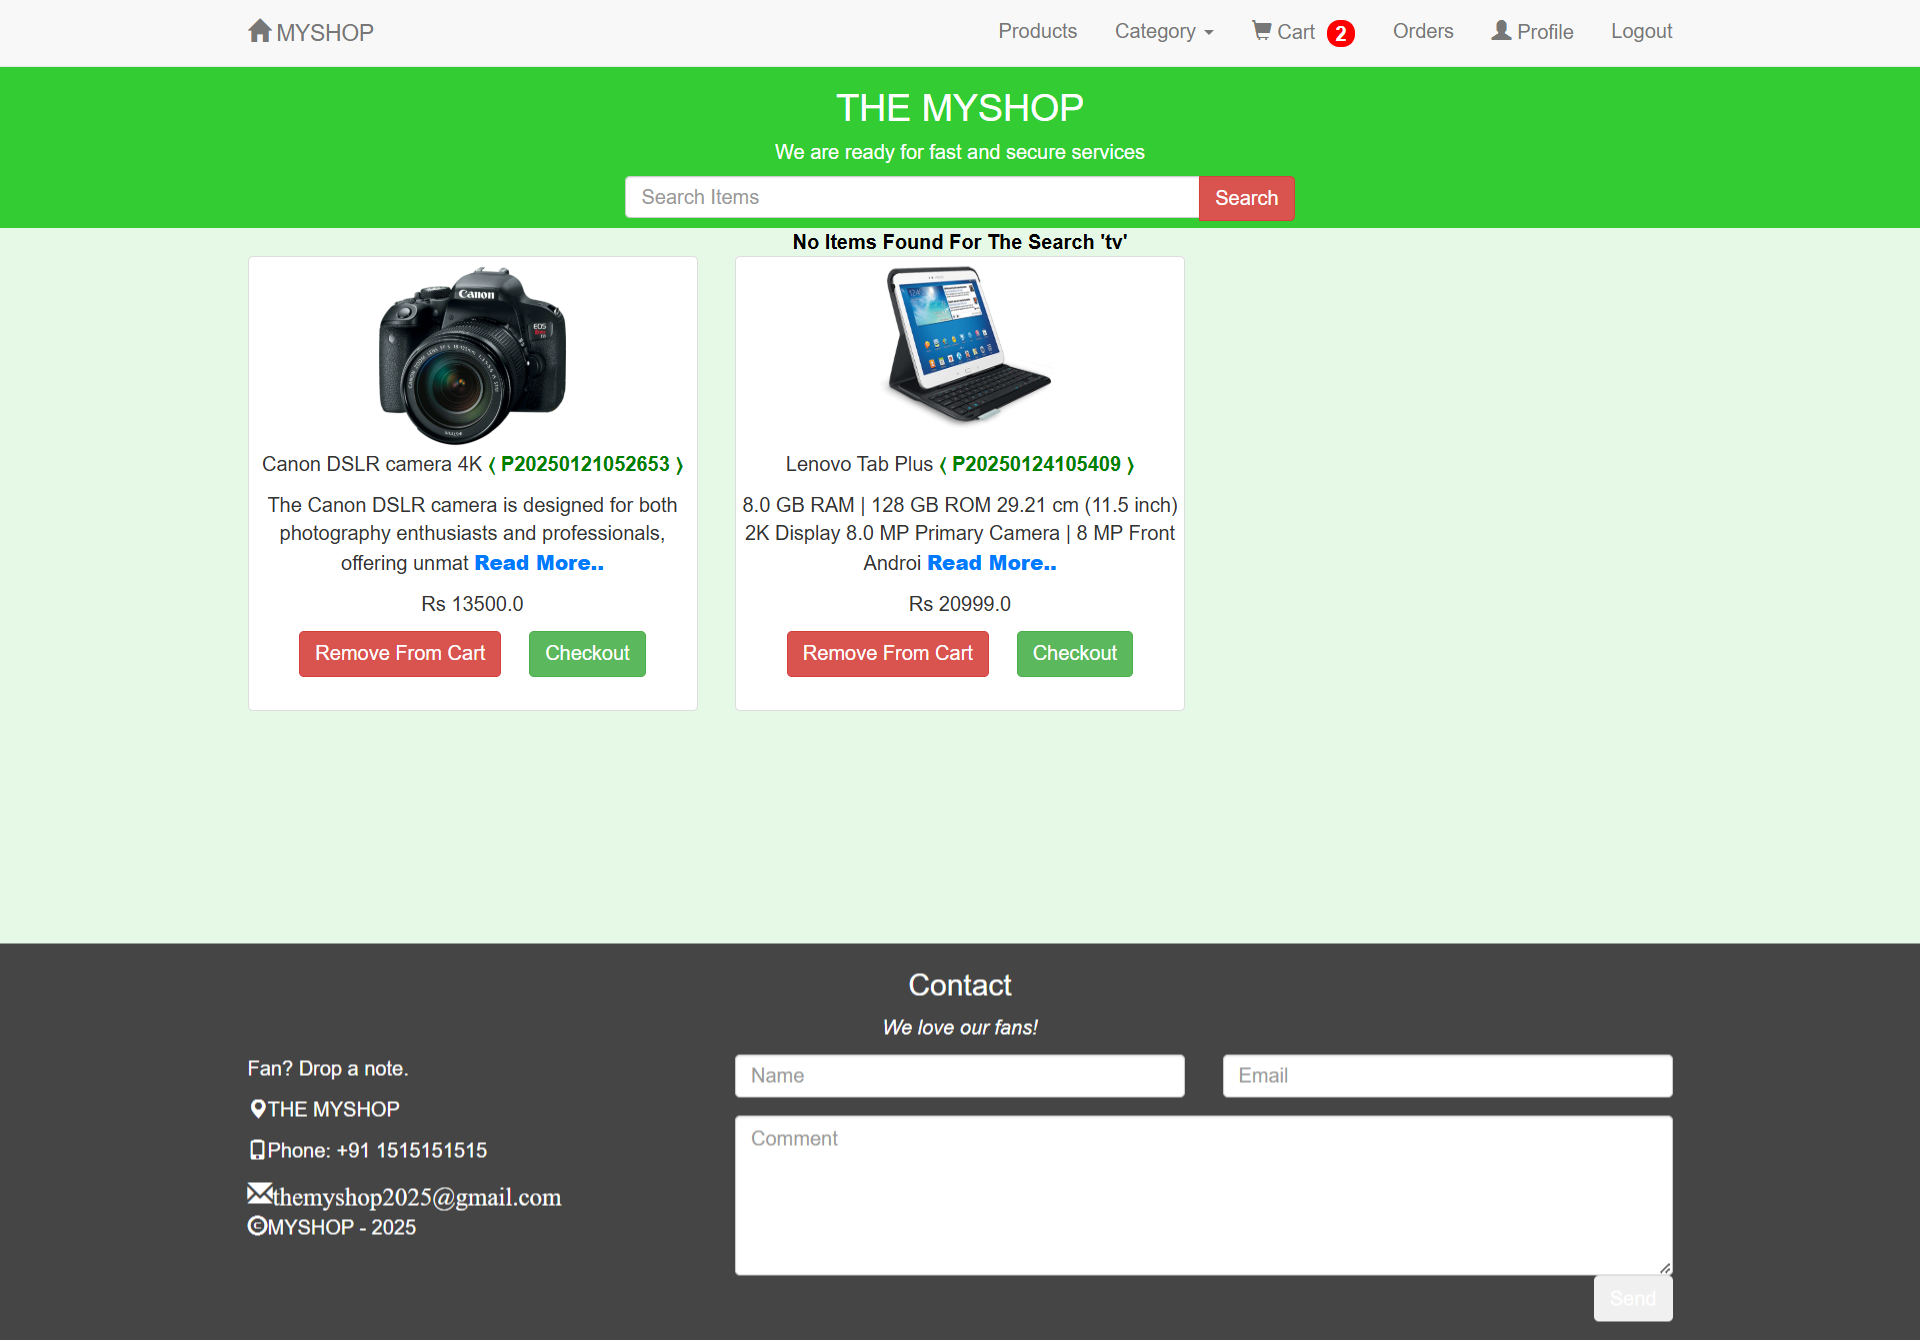 MYSHOP
Products
Category
Cart 2
Orders
Profile
Logout
THE MYSHOP
We are ready for fast and secure services
Search Items
Search
No Items Found For The Search 'tv'
Canon
EOS
Canon DSLR camera 4K ⟨ P20250121052653 ⟩
The Canon DSLR camera is designed for both
photography enthusiasts and professionals,
offering unmat Read More..
Rs 13500.0
Remove From Cart
Checkout
Lenovo Tab Plus ⟨ P20250124105409 ⟩
8.0 GB RAM | 128 GB ROM 29.21 cm (11.5 inch)
2K Display 8.0 MP Primary Camera | 8 MP Front
Androi Read More..
Rs 20999.0
Remove From Cart
Checkout
Contact
We love our fans!
Fan? Drop a note.
THE MYSHOP
Phone: +91 1515151515
themyshop2025@gmail.com
©MYSHOP - 2025
Name
Email
Comment
Send